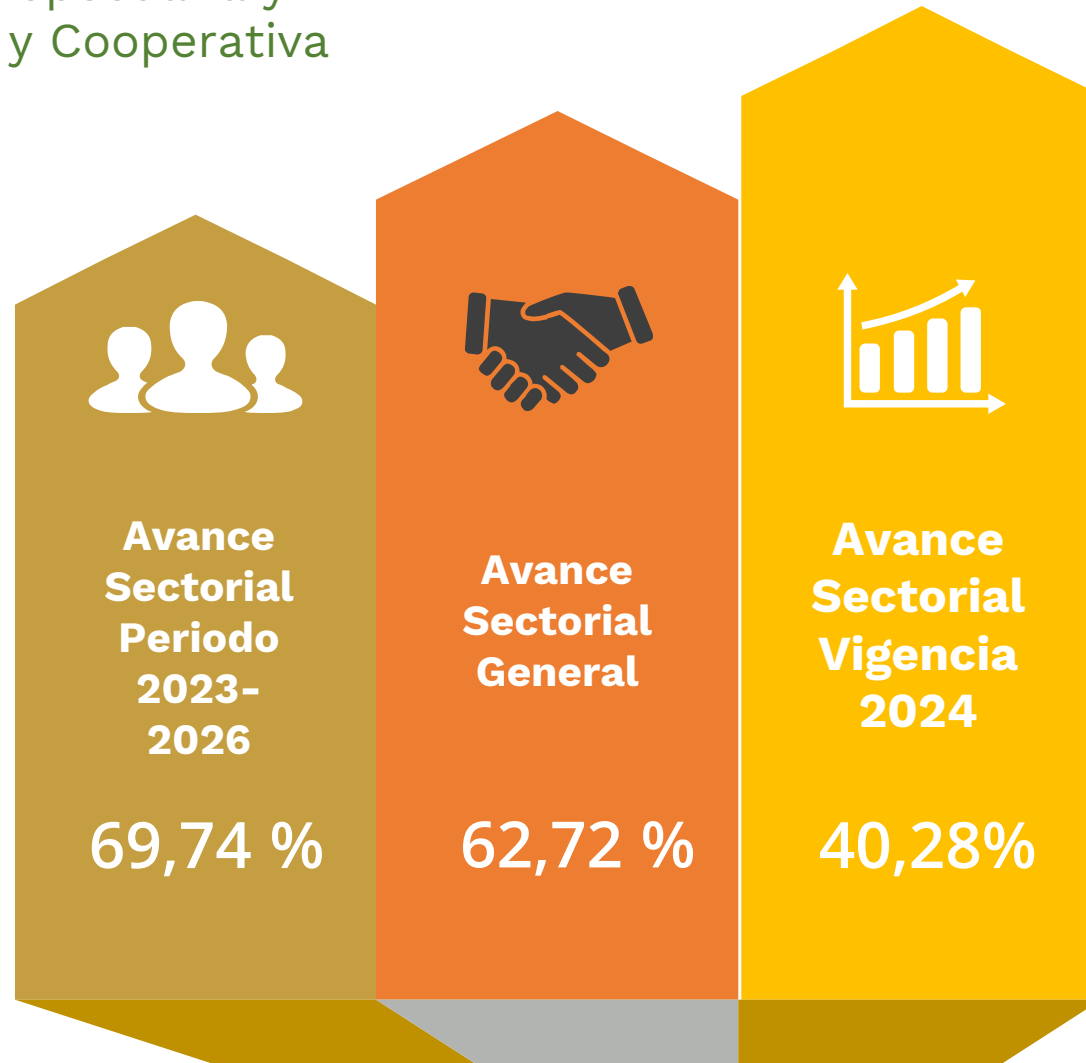 y Cooperativa
Avance
Sectorial
Periodo
2023-
2026
69,74 %
Avance
Sectorial
General
62,72 %
Avance
Sectorial
Vigencia
2024
40,28%